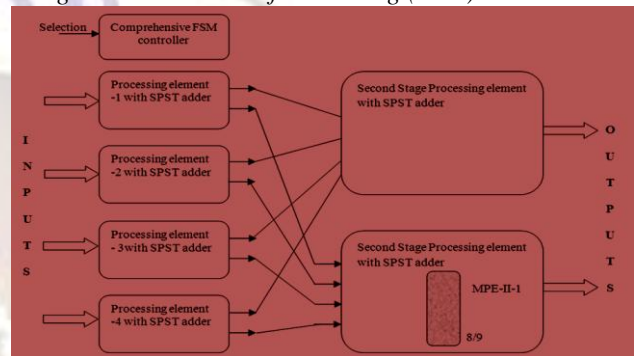 Selection
Comprehensive FSM
controller
Processing element
-1 with SPST adder
Processing element
-2 with SPST adder
Processing element
- 3with SPST adder
Processing element
-4 with SPST adder
Second Stage Processing element
with SPST adder
Second Stage Processing element
with SPST adder
MPE-II-1
8/9
I
N
P
U
T
S
O
U
T
P
U
T
S